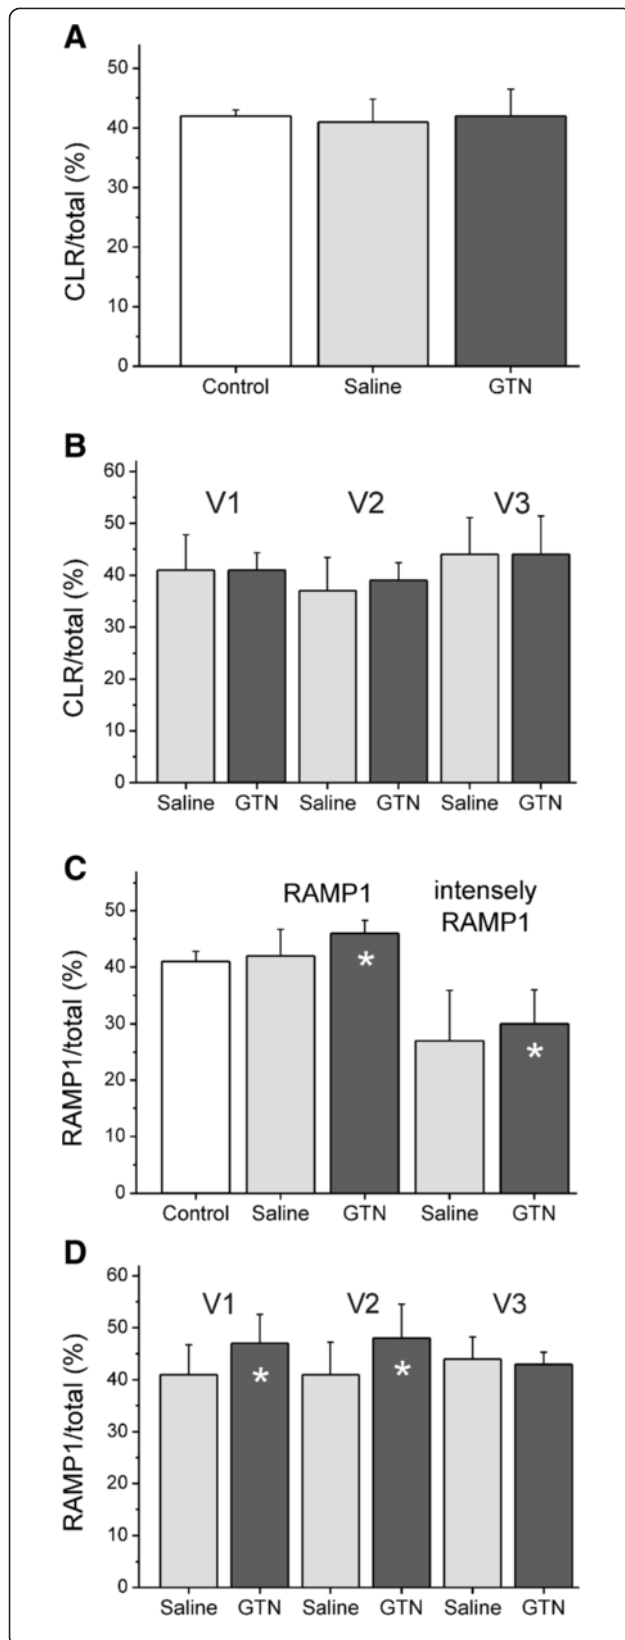 A
CLR/total (%)
50
40
30
20
10
0
Control Saline GTN
B
CLR/total (%)
60
50
40
30
20
10
0
V1 V2 V3
Saline GTN Saline GTN Saline GTN
C
RAMP1/total (%)
50
40
30
20
10
0
RAMP1
intensely
RAMP1
*
*
Control Saline GTN Saline GTN
D
RAMP1/total (%)
60
50
40
30
20
10
0
V1 V2 V3
* *
Saline GTN Saline GTN Saline GTN